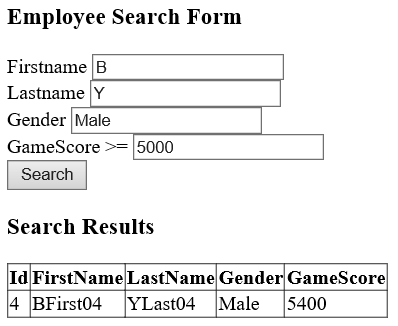 Employee Search Form
Firstname B
Lastname Y
Gender Male
GameScore >= 5000
Search
Search Results
Id FirstName LastName Gender GameScore
4 BFirst04 YLast04 Male 5400